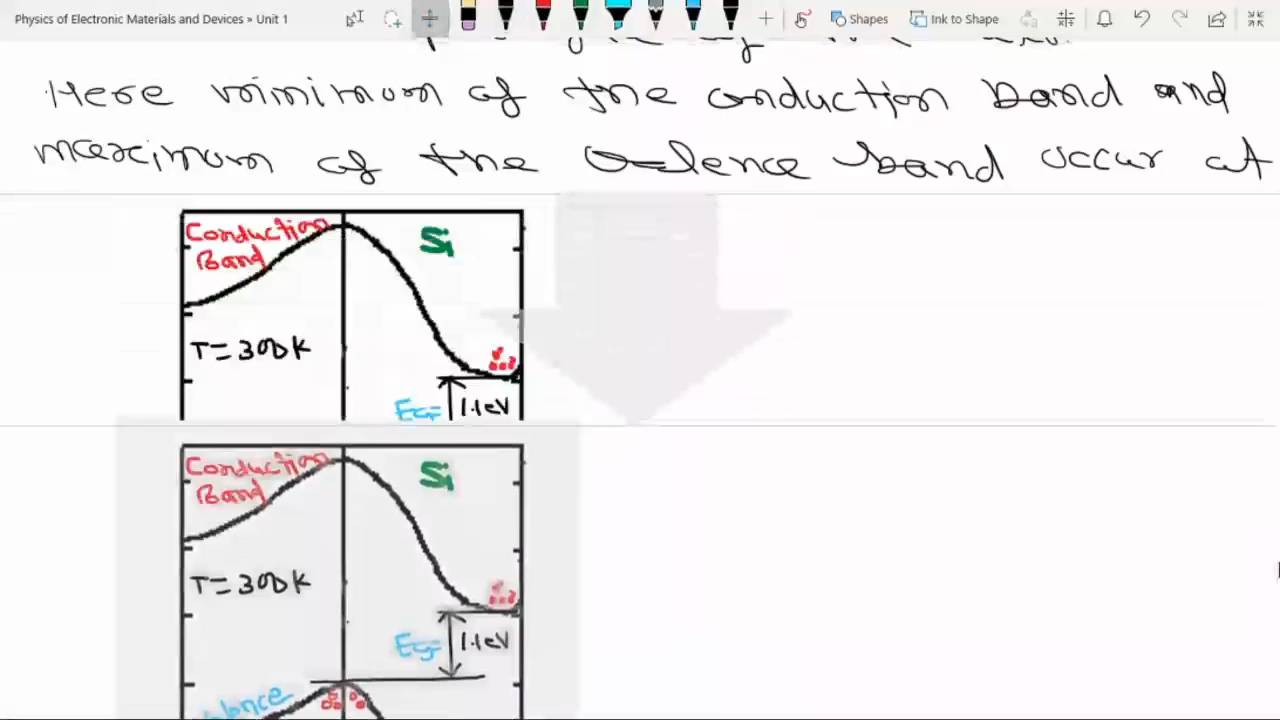 Physics of Electronic Materials and Devices » Unit 1
Shapes
Ink to Shape
Here minimum of the conduction band and
maximum of the valence band occur at
Conduction
Band
Si
T = 300K
EG=
1.1eV
Conduction
Band
Si
T = 300K
EG=
1.1eV